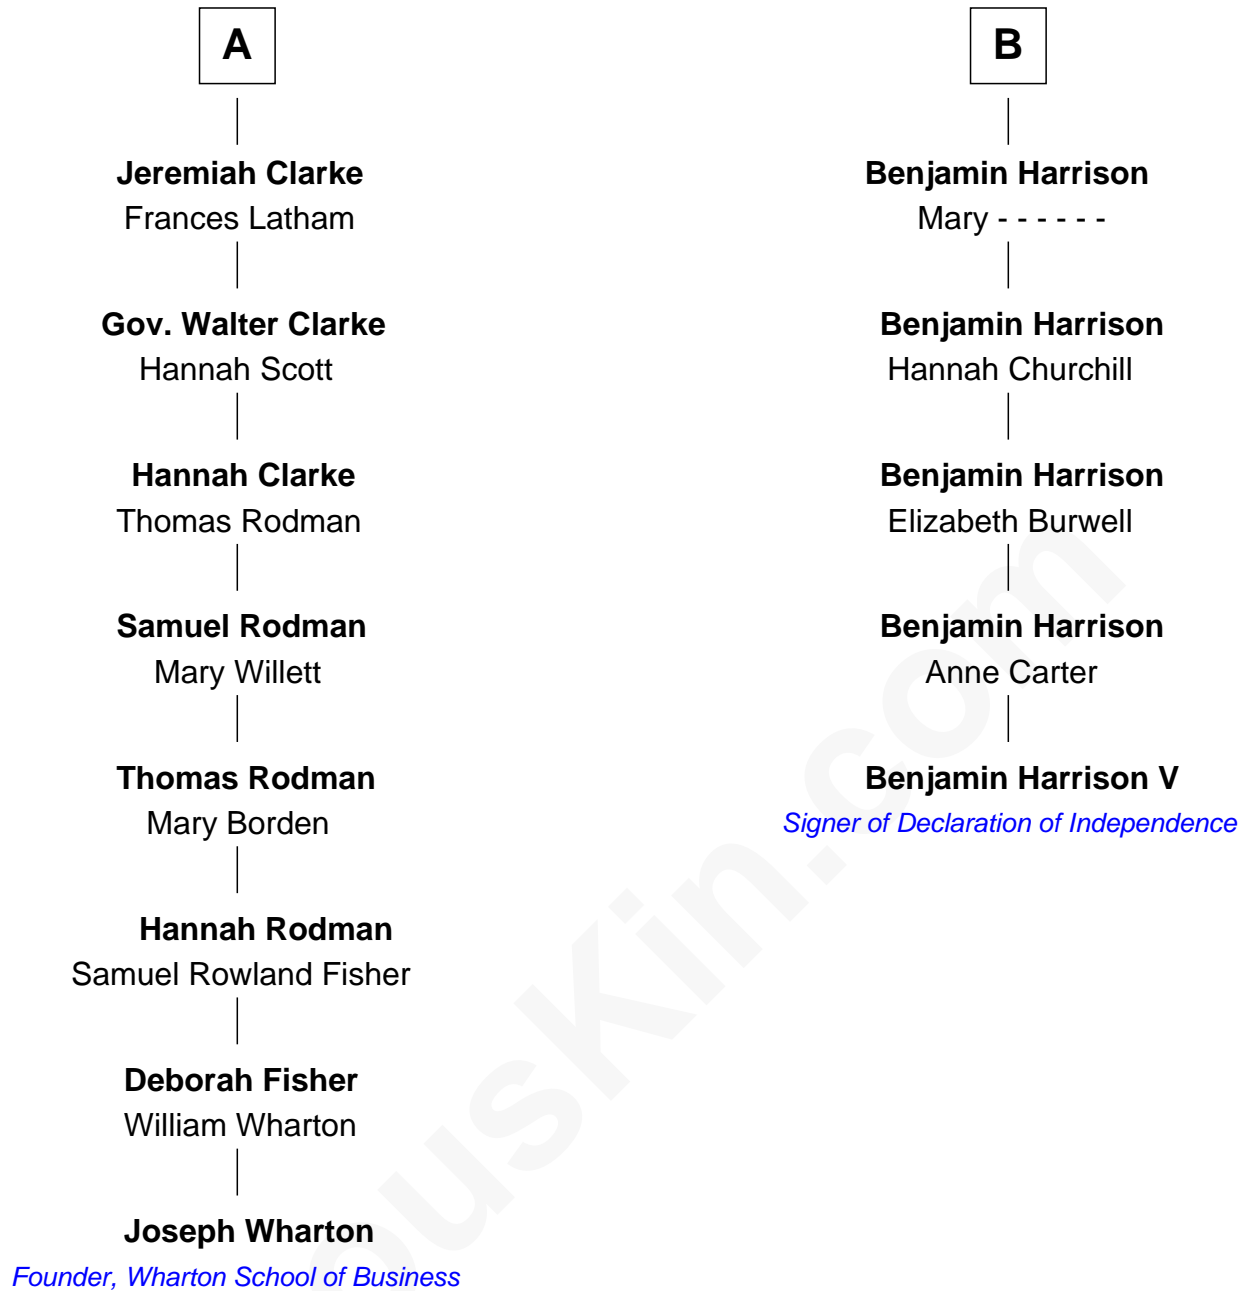 A
Jeremiah Clarke
Frances Latham
Gov. Walter Clarke
Hannah Scott
Hannah Clarke
Thomas Rodman
Samuel Rodman
Mary Willett
Thomas Rodman
Mary Borden
Hannah Rodman
Samuel Rowland Fisher
Deborah Fisher
William Wharton
Joseph Wharton
Founder, Wharton School of Business
B
Benjamin Harrison
Mary - - - - - -
Benjamin Harrison
Hannah Churchill
Benjamin Harrison
Elizabeth Burwell
Benjamin Harrison
Anne Carter
Benjamin Harrison V
Signer of Declaration of Independence
ousKin.com